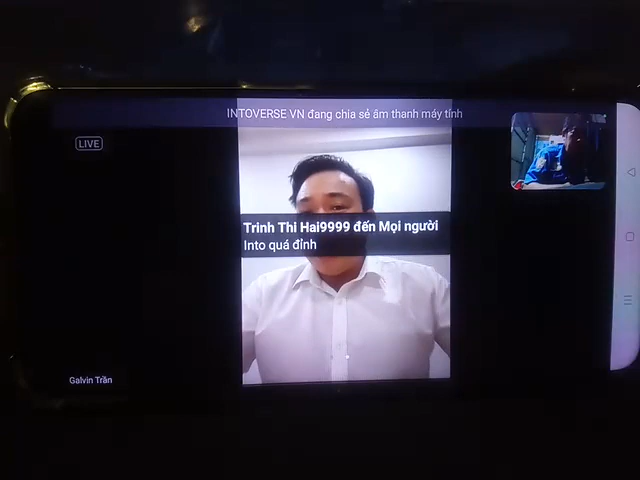 INTOVERSE VN đang chia sẻ âm thanh máy tính
LIVE
Trinh Thi Hai9999 đến Mọi người
Into quá đỉnh
Galvin Trần